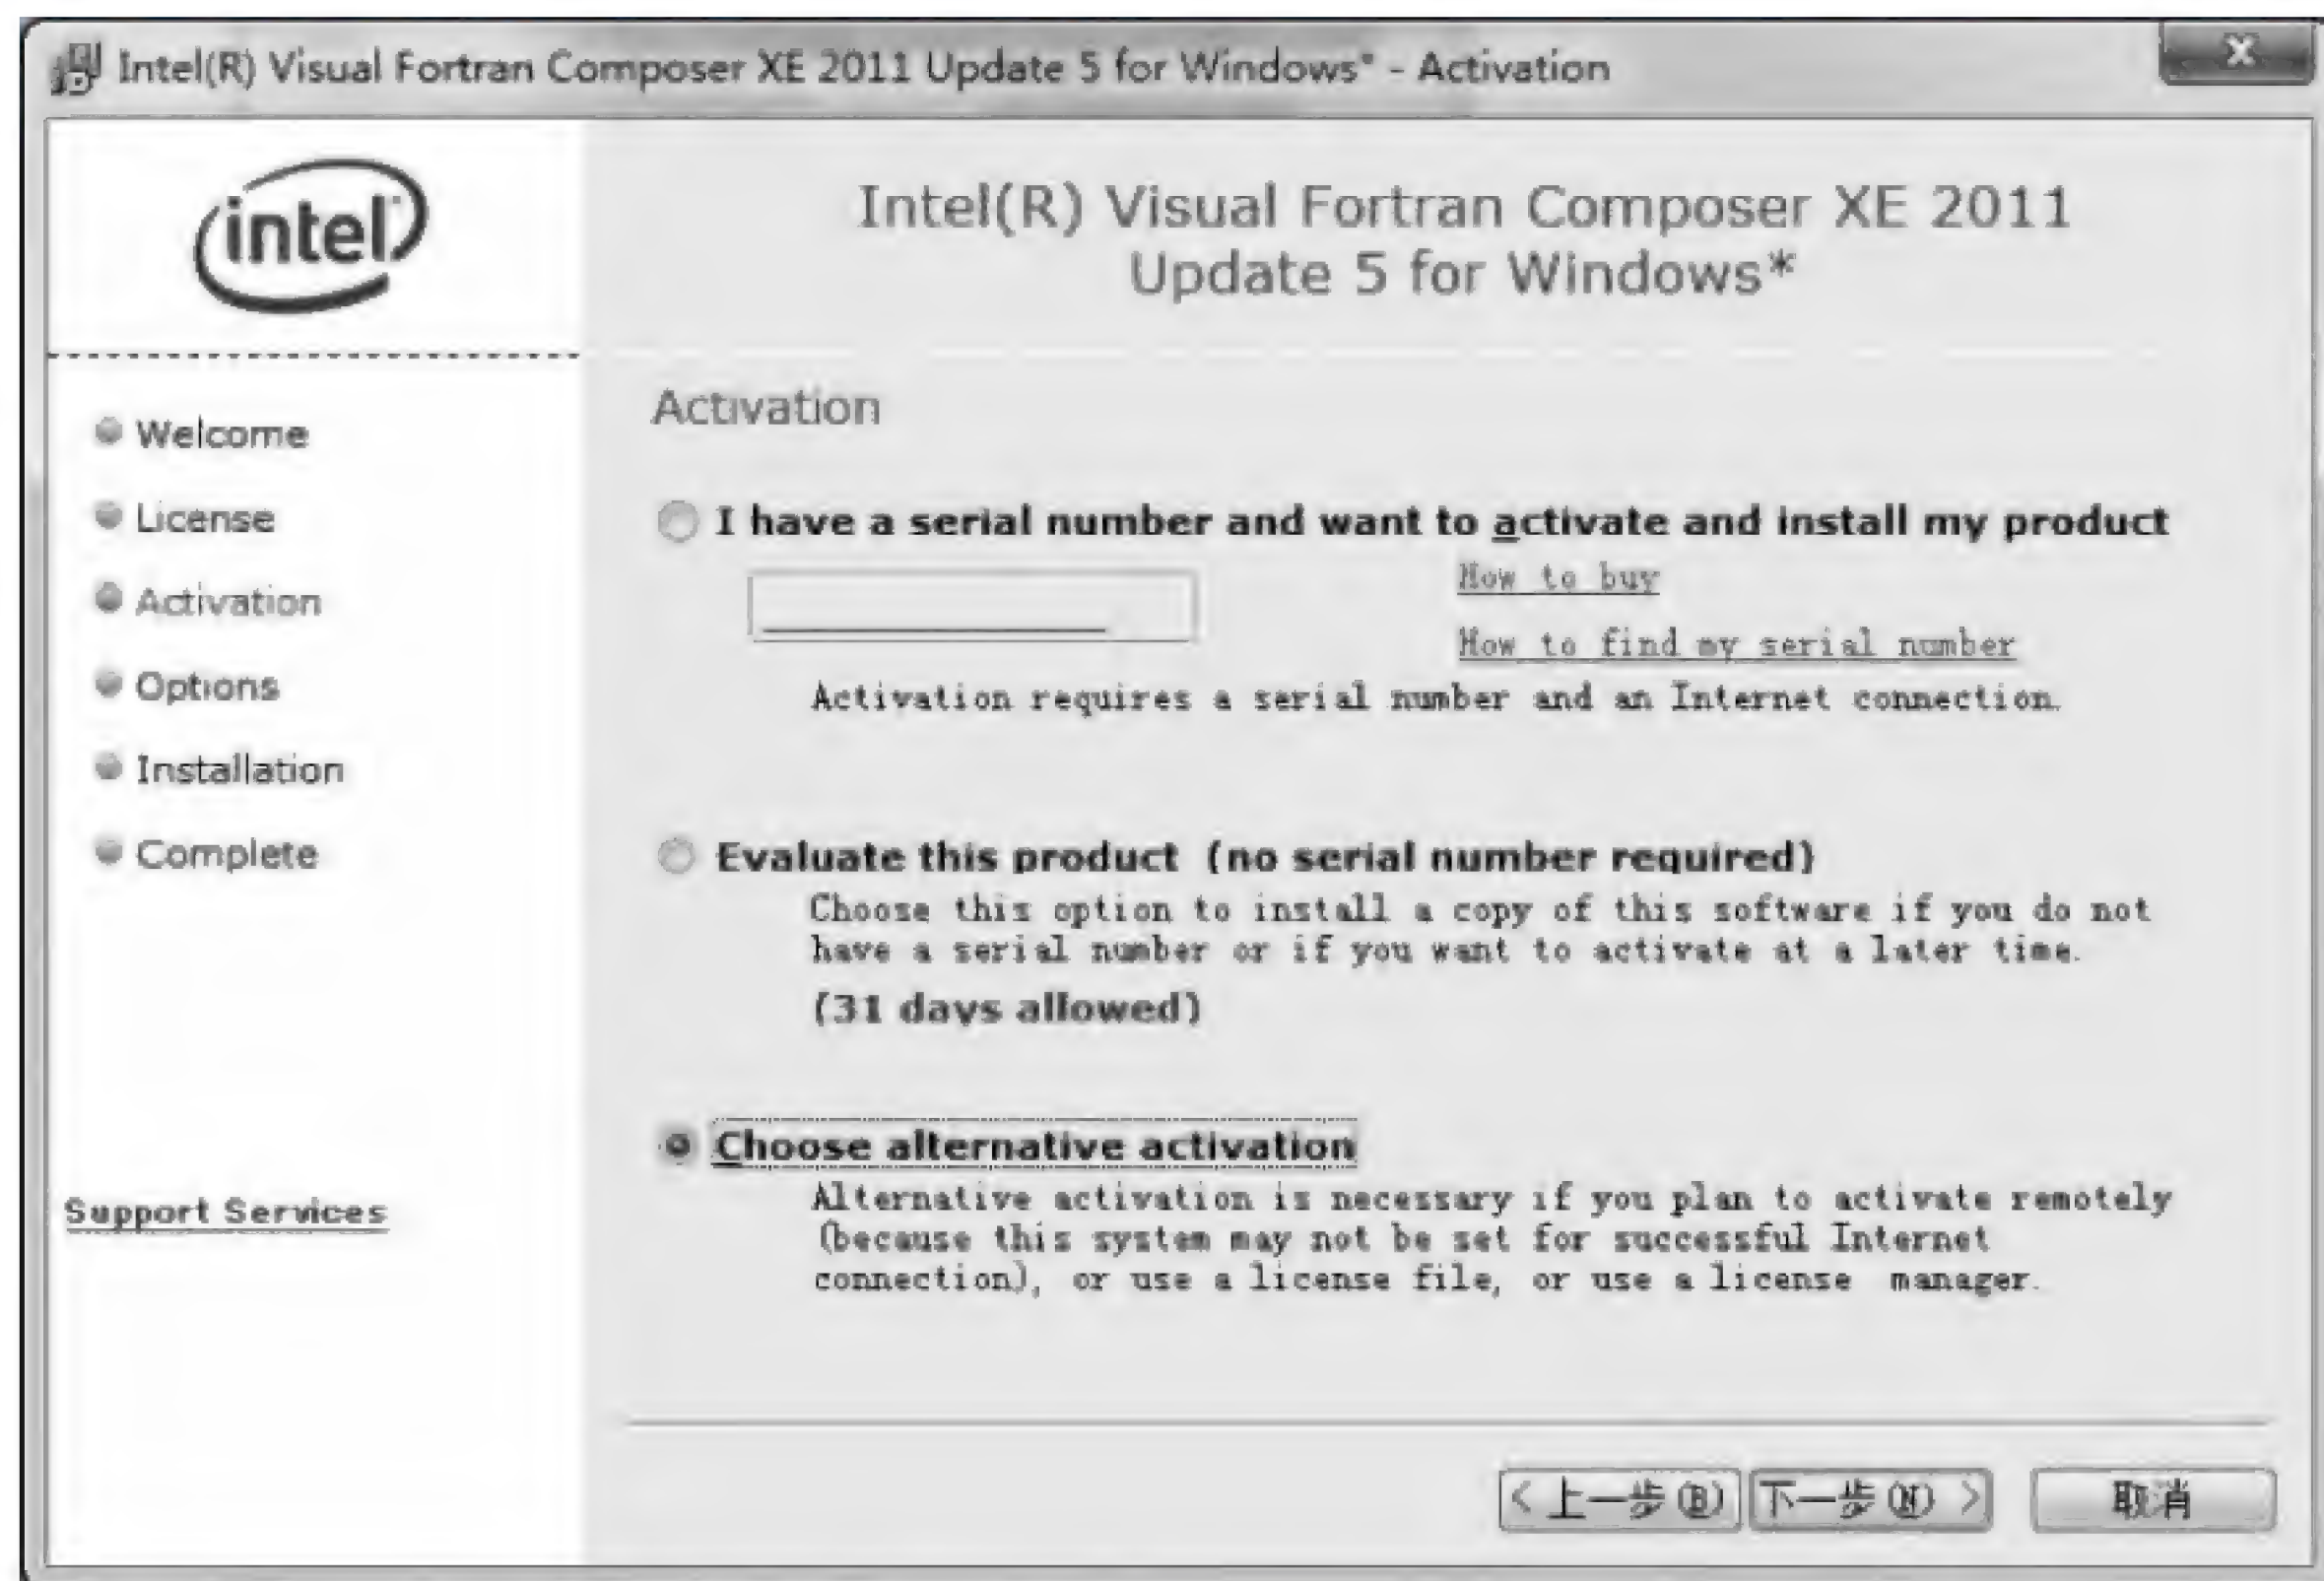 Intel(R) Visual Fortran Composer XE 2011 Update 5 for Windows* - Activation
x
intel
Intel(R) Visual Fortran Composer XE 2011
Update 5 for Windows*
Welcome
License
Activation
Options
Installation
Complete
Support Services
Activation
I have a serial number and want to activate and install my product
How to buy
How to find my serial number
Activation requires a serial number and an Internet connection.
Evaluate this product (no serial number required)
Choose this option to install a copy of this software if you do not
have a serial number or if you want to activate at a later time.
(31 days allowed)
Choose alternative activation
Alternative activation is necessary if you plan to activate remotely
(because this system may not be set for successful Internet
connection), or use a license file, or use a license manager.
<上一步(B) 下一步(N) > 取消